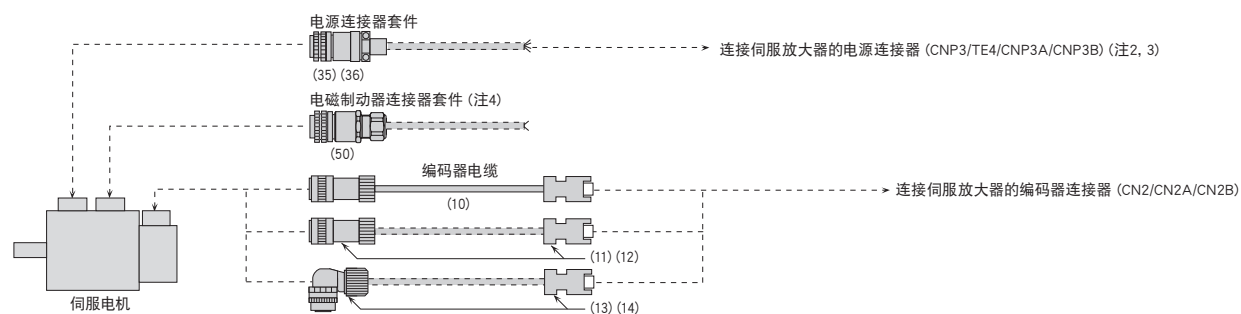 电源连接器套件
连接伺服放大器的电源连接器 (CNP3/TE4/CNP3A/CNP3B) (注2, 3)
(35) (36)
电磁制动器连接器套件 (注4)
(50)
编码器电缆
(10)
连接伺服放大器的编码器连接器 (CN2/CN2A/CN2B)
(11) (12)
伺服电机
(13) (14)